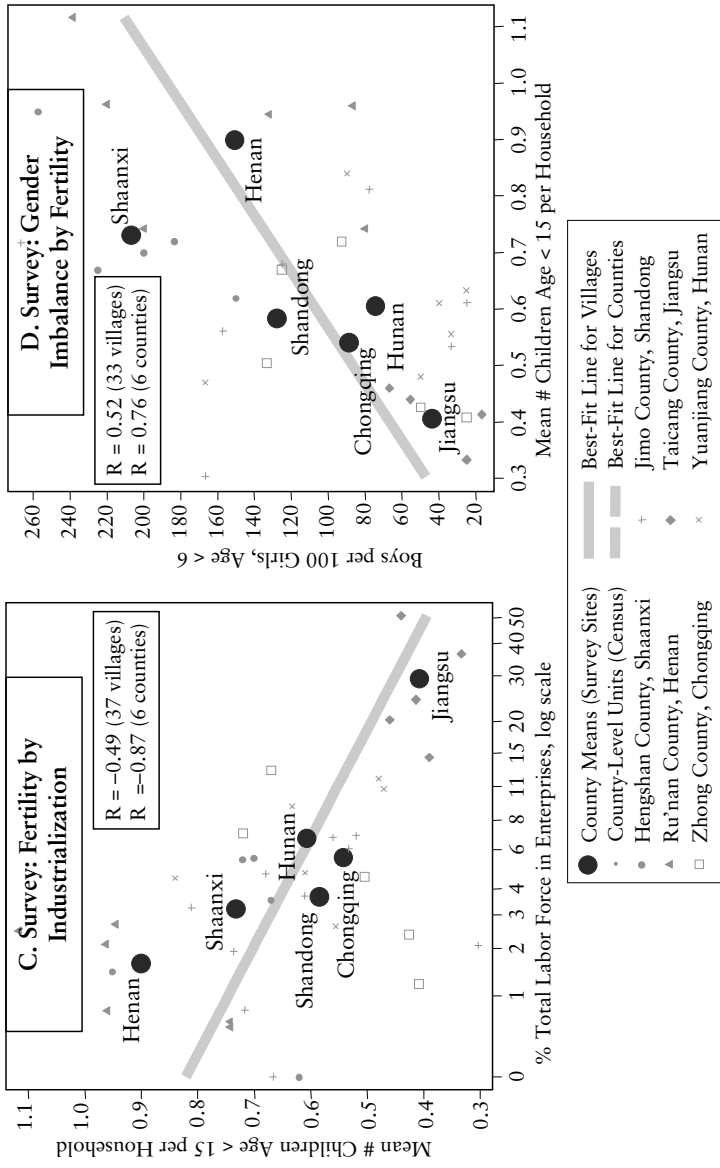 C. Survey: Fertility by
Industrialization
R = −0.49 (37 villages)
R =−0.87 (6 counties)
Mean # Children Age < 15 per Household
1.1
1.0
0.9
0.8
0.7
0.6
0.5
0.4
0.3
Henan
Shaanxi
Hunan
Shandong
Chongqing
Jiangsu
0 1 2 3 4 6 8 11 15 20 30 40 50
% Total Labor Force in Enterprises, log scale
D. Survey: Gender
Imbalance by Fertility
R = 0.52 (33 villages)
R = 0.76 (6 counties)
Boys per 100 Girls, Age < 6
260
240
220
200
180
160
140
120
100
80
60
40
20
Shaanxi
Henan
Shandong
Hunan
Chongqing
Jiangsu
0.3 0.4 0.5 0.6 0.7 0.8 0.9 1.0 1.1
Mean # Children Age < 15 per Household
County Means (Survey Sites)
County-Level Units (Census)
Hengshan County, Shaanxi
Ru'nan County, Henan
Zhong County, Chongqing
Best-Fit Line for Villages
Best-Fit Line for Counties
Jimo County, Shandong
Taicang County, Jiangsu
Yuanjiang County, Hunan